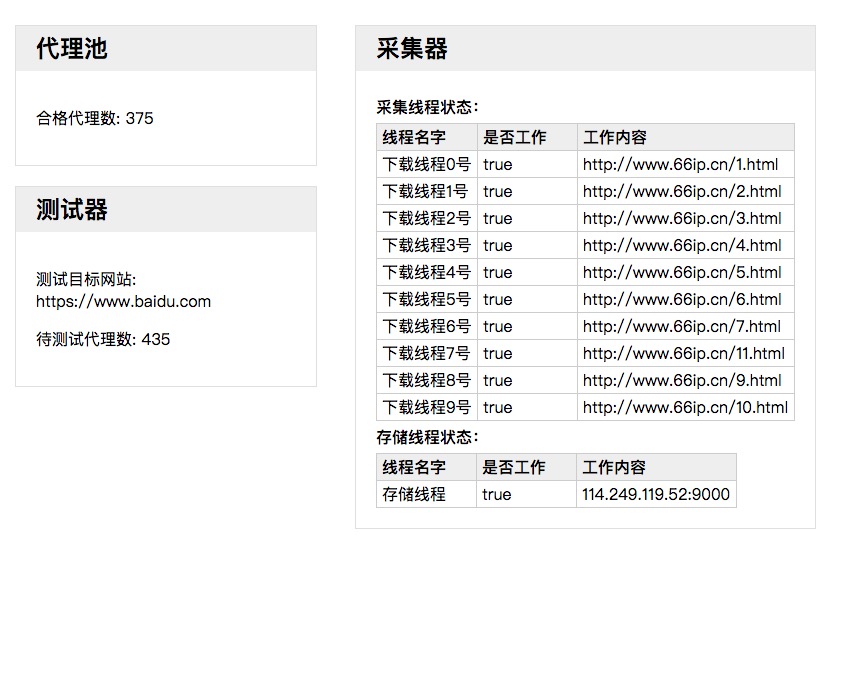 代理池
合格代理数: 375
测试器
测试目标网站:
https://www.baidu.com
待测试代理数: 435
采集器
采集线程状态：
线程名字 是否工作 工作内容
下载线程0号 true http://www.66ip.cn/1.html
下载线程1号 true http://www.66ip.cn/2.html
下载线程2号 true http://www.66ip.cn/3.html
下载线程3号 true http://www.66ip.cn/4.html
下载线程4号 true http://www.66ip.cn/5.html
下载线程5号 true http://www.66ip.cn/6.html
下载线程6号 true http://www.66ip.cn/7.html
下载线程7号 true http://www.66ip.cn/11.html
下载线程8号 true http://www.66ip.cn/9.html
下载线程9号 true http://www.66ip.cn/10.html
存储线程状态：
线程名字 是否工作 工作内容
存储线程 true 114.249.119.52:9000